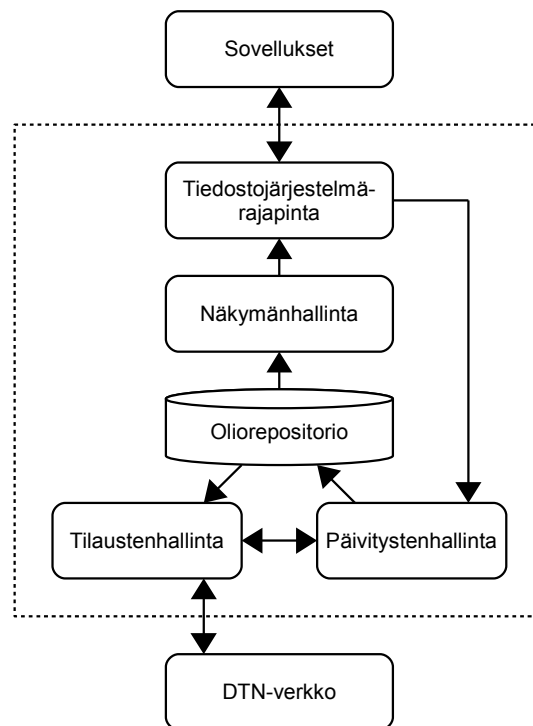 Sovellukset
Tiedostojärjestelmä-
rajapinta
Näkymänhallinta
Oliorepositorio
Tilaustenhallinta
Päivitystenhallinta
DTN-verkko